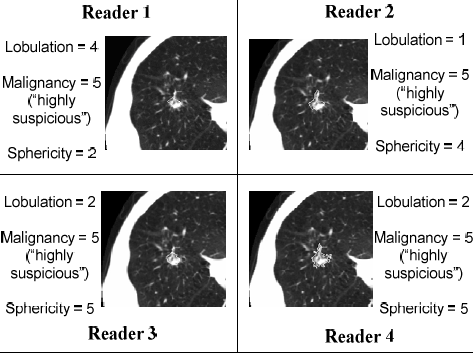 Reader 1
Lobulation = 4
Malignancy = 5
("highly
suspicious")
Sphericity = 2
Reader 2
Lobulation = 1
Malignancy = 5
("highly
suspicious")
Sphericity = 4
Lobulation = 2
Malignancy = 5
("highly
suspicious")
Sphericity = 5
Reader 3
Lobulation = 2
Malignancy = 5
("highly
suspicious")
Sphericity = 5
Reader 4